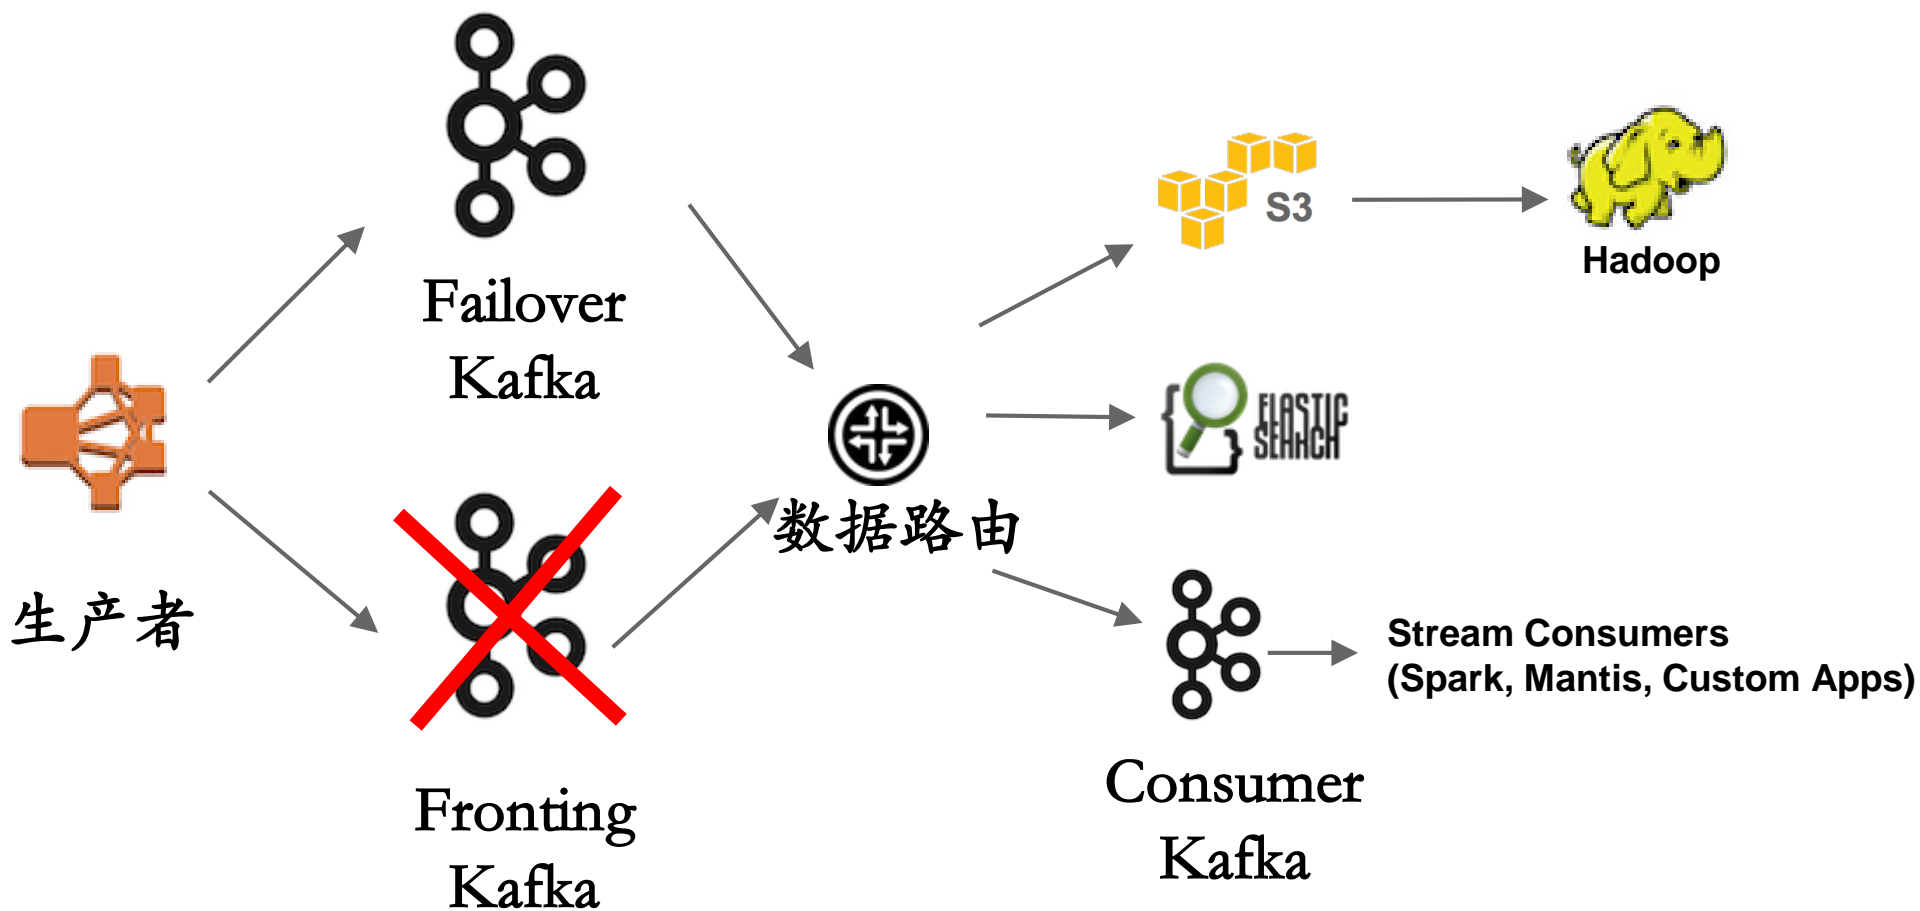 Failover
Kafka
生产者
Fronting
Kafka
数据路由
S3
Hadoop
ELASTIC
SEARCH
Consumer
Kafka
Stream Consumers
(Spark, Mantis, Custom Apps)